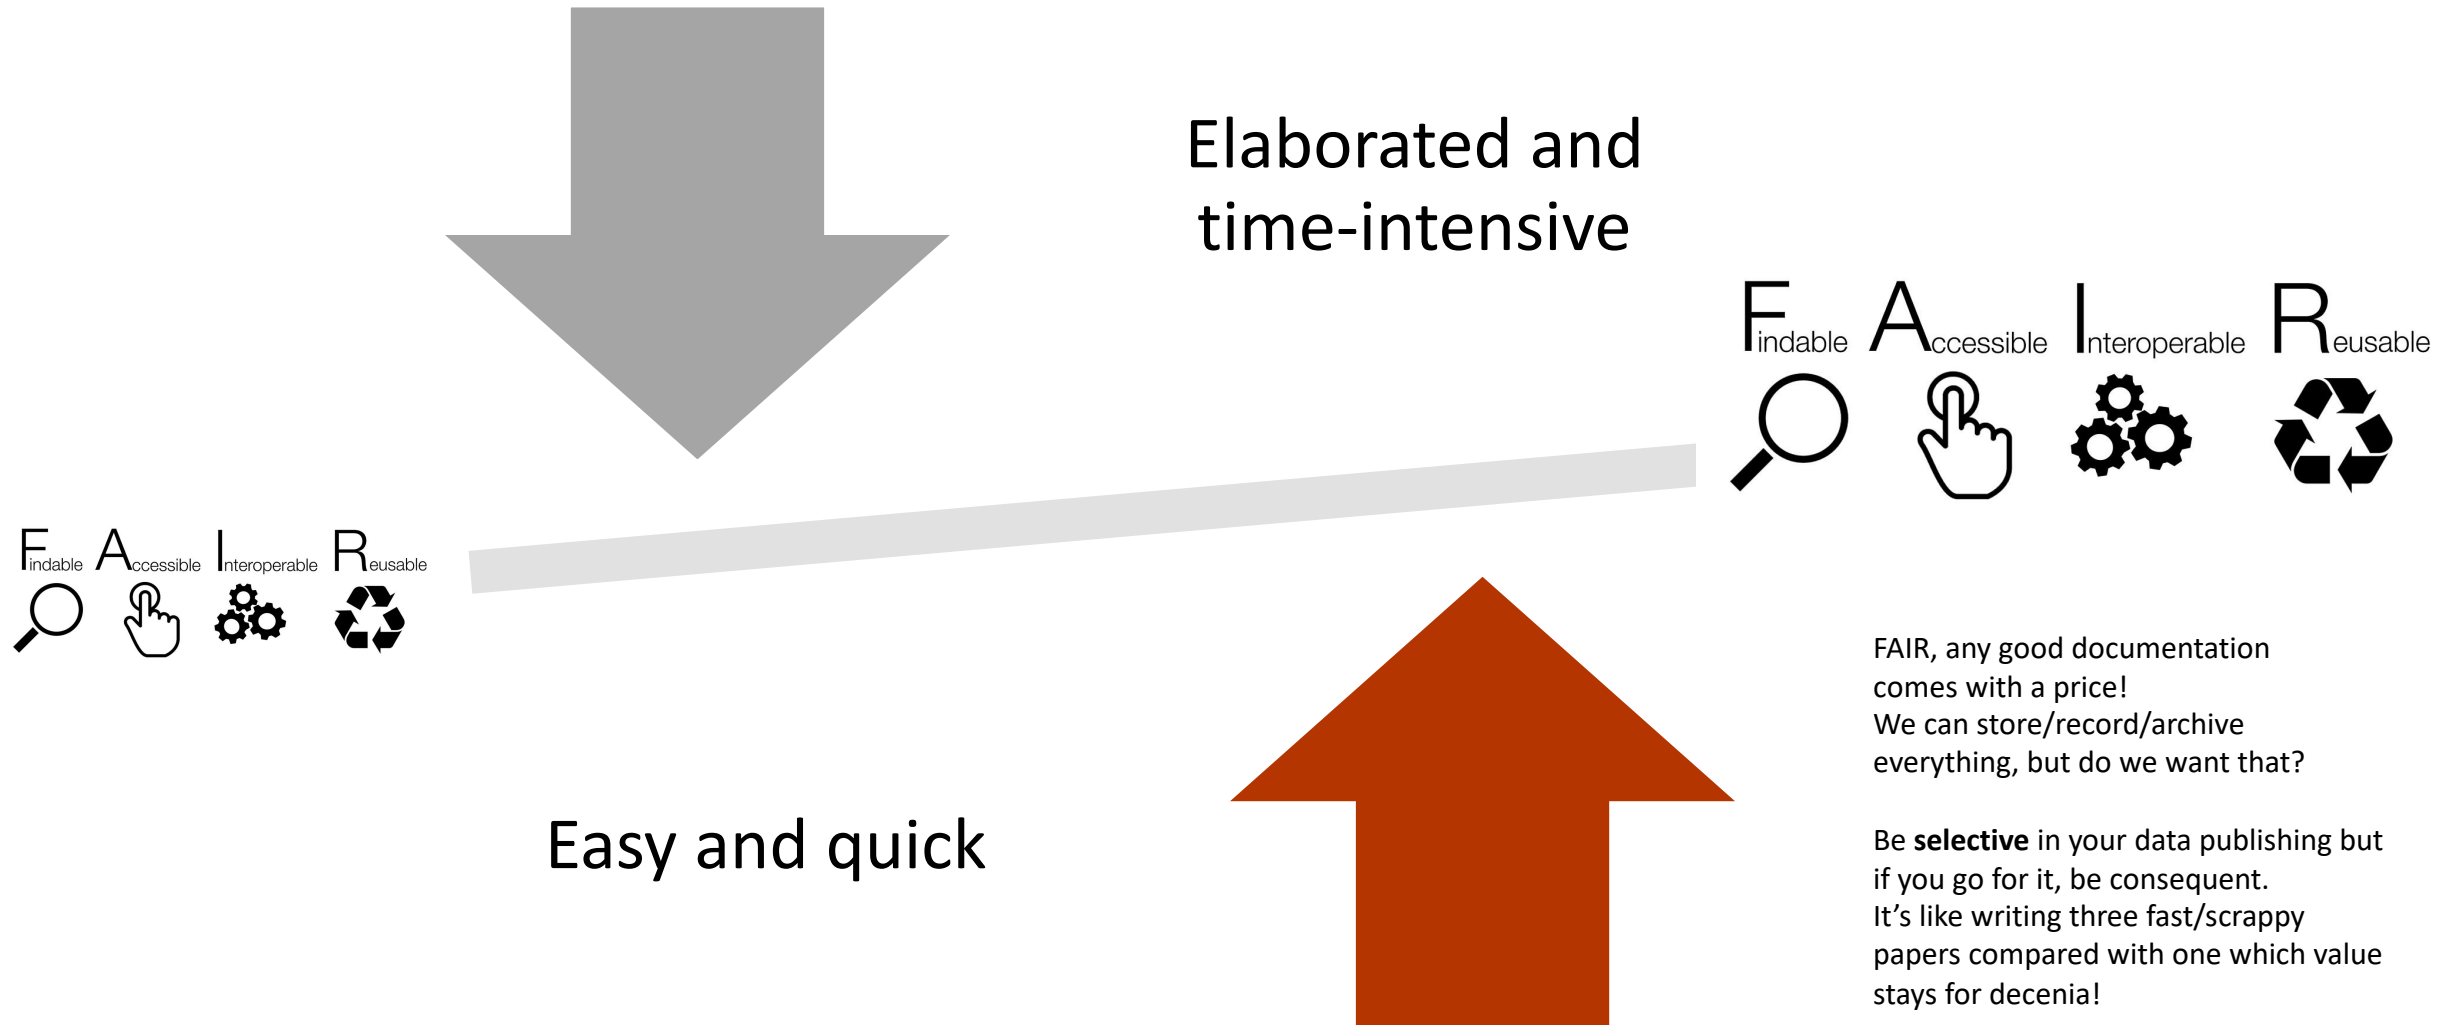 Elaborated and
time-intensive
Findable Accessible Interoperable Reusable
Findable Accessible Interoperable Reusable
Easy and quick
FAIR, any good documentation
comes with a price!
We can store/record/archive
everything, but do we want that?
Be selective in your data publishing but
if you go for it, be consequent.
It’s like writing three fast/scrappy
papers compared with one which value
stays for decenia!